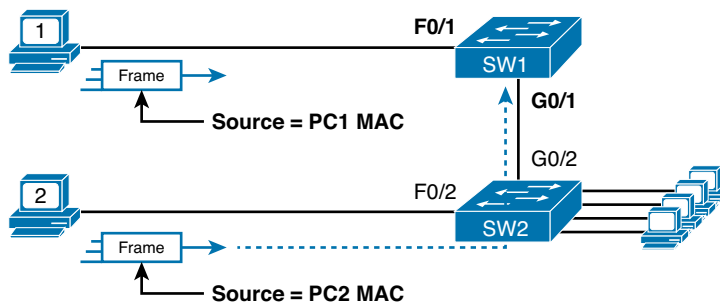 1
F0/1
SW1
Frame
G0/1
Source = PC1 MAC
G0/2
2
F0/2
SW2
Frame
Source = PC2 MAC